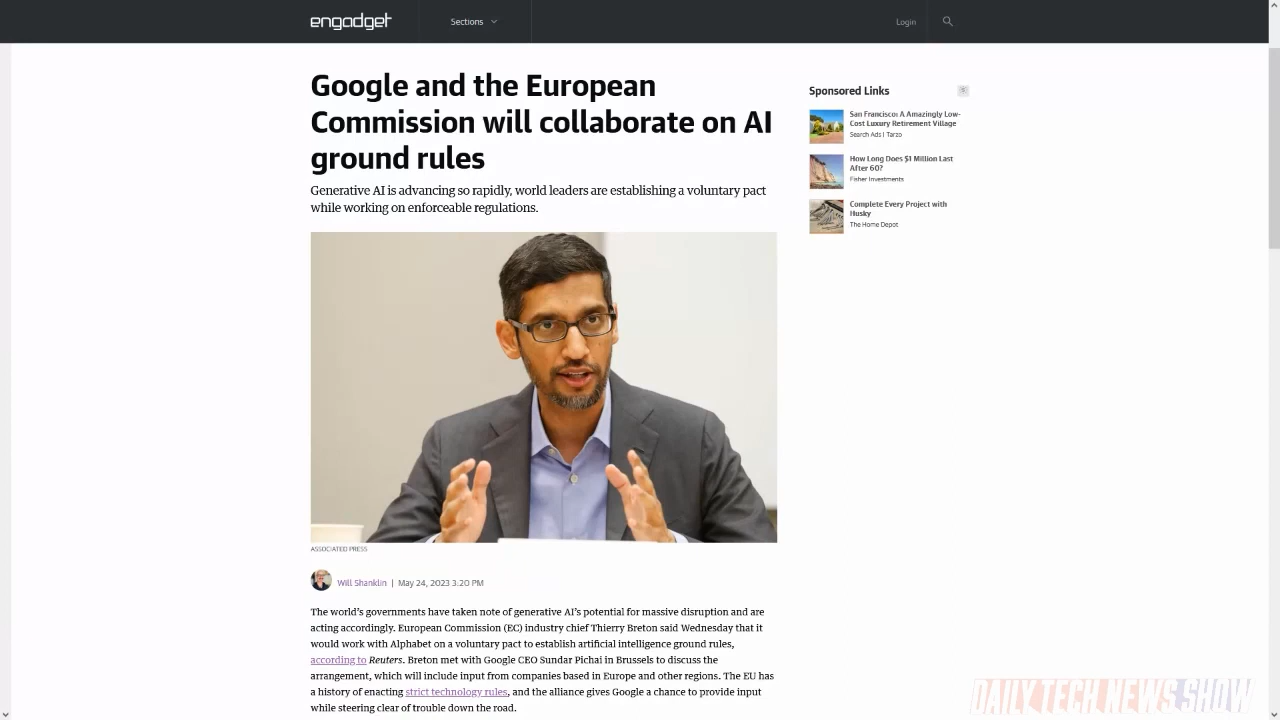 engadget
Sections
Login
Google and the European
Commission will collaborate on AI
ground rules
Generative AI is advancing so rapidly, world leaders are establishing a voluntary pact
while working on enforceable regulations.
ASSOCIATED PRESS
Will Shanklin | May 24, 2023 3:20 PM
The world's governments have taken note of generative AI's potential for massive disruption and are
acting accordingly. European Commission (EC) industry chief Thierry Breton said Wednesday that it
would work with Alphabet on a voluntary pact to establish artificial intelligence ground rules,
according to Reuters. Breton met with Google CEO Sundar Pichai in Brussels to discuss the
arrangement, which will include input from companies based in Europe and other regions. The EU has
a history of enacting strict technology rules, and the alliance gives Google a chance to provide input
while steering clear of trouble down the road.
Sponsored Links
San Francisco: A Amazingly Low-
Cost Luxury Retirement Village
Search Ads | Tarzo
How Long Does $1 Million Last
After 60?
Fisher Investments
Complete Every Project with
Husky
The Home Depot
DAILY TECH NEWS SHOW